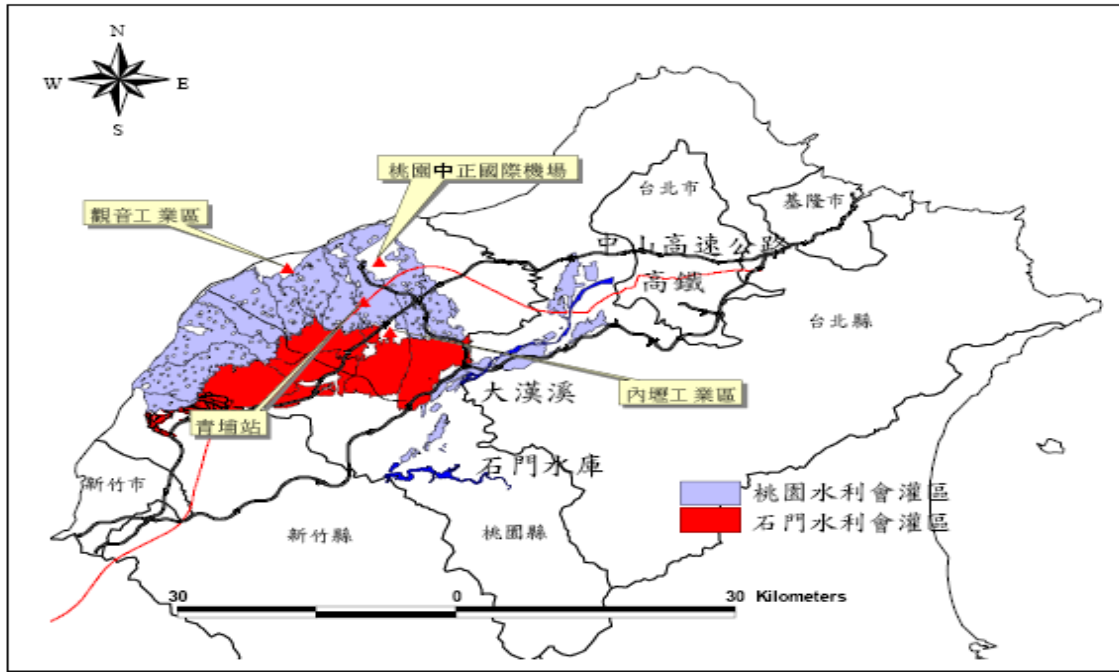 N
W
E
S
桃園中正國際機場
觀音工業區
台北市
基隆市
中山高速公路
高鐵
台北縣
大漢溪
內壢工業區
青埔站
石門水庫
新竹市
桃園水利會灌區
石門水利會灌區
新竹縣
桃園縣
30
0
30 Kilometers